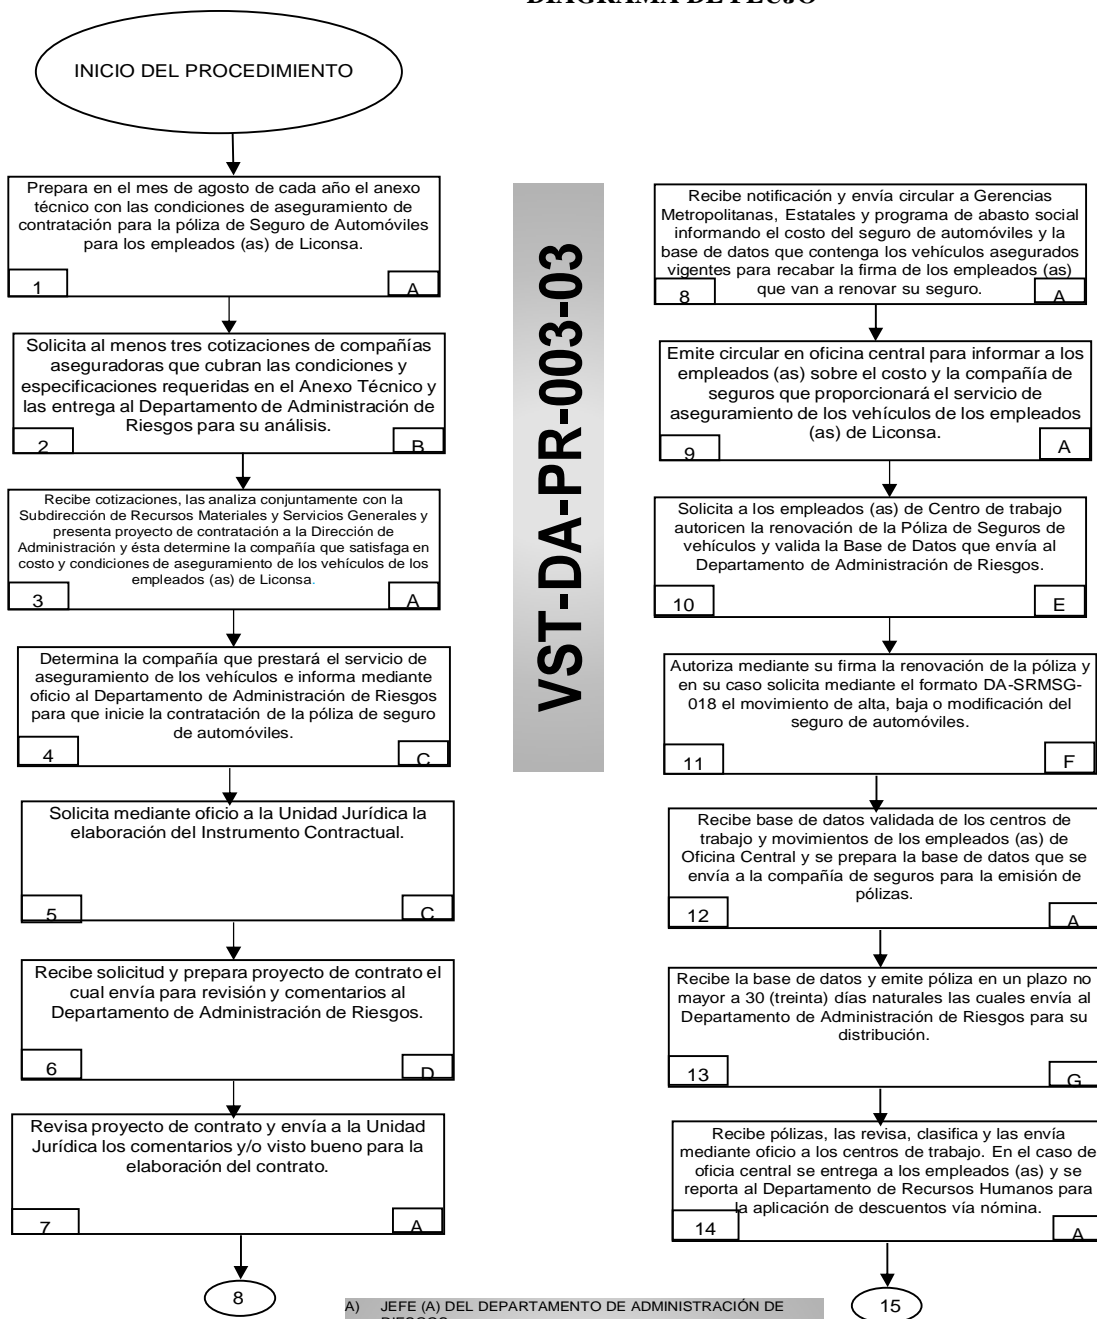 DIAGRAMA DE FLUJO
INICIO DEL PROCEDIMIENTO
Prepara en el mes de agosto de cada año el anexo
técnico con las condiciones de aseguramiento de
contratación para la póliza de Seguro de Automóviles
para los empleados (as) de Liconsa.
1
A
Solicita al menos tres cotizaciones de compañías
aseguradoras que cubran las condiciones y
especificaciones requeridas en el Anexo Técnico y
las entrega al Departamento de Administración de
Riesgos para su análisis.
2
B
Recibe cotizaciones, las analiza conjuntamente con la
Subdirección de Recursos Materiales y Servicios Generales y
presenta proyecto de contratación a la Dirección de
Administración y ésta determine la compañía que satisfaga en
costo y condiciones de aseguramiento de los vehículos de los
empleados (as) de Liconsa.
3
A
Determina la compañía que prestará el servicio de
aseguramiento de los vehículos e informa mediante
oficio al Departamento de Administración de Riesgos
para que inicie la contratación de la póliza de seguro
de automóviles.
4
C
Solicita mediante oficio a la Unidad Jurídica la
elaboración del Instrumento Contractual.
5
C
Recibe solicitud y prepara proyecto de contrato el
cual envía para revisión y comentarios al
Departamento de Administración de Riesgos.
6
D
Revisa proyecto de contrato y envía a la Unidad
Jurídica los comentarios y/o visto bueno para la
elaboración del contrato.
7
A
8
VST-DA-PR-003-03
Recibe notificación y envía circular a Gerencias
Metropolitanas, Estatales y programa de abasto social
informando el costo del seguro de automóviles y la
base de datos que contenga los vehículos asegurados
vigentes para recabar la firma de los empleados (as)
que van a renovar su seguro.
8
A
Emite circular en oficina central para informar a los
empleados (as) sobre el costo y la compañía de
seguros que proporcionará el servicio de
aseguramiento de los vehículos de los empleados
(as) de Liconsa.
9
A
Solicita a los empleados (as) de Centro de trabajo
autoricen la renovación de la Póliza de Seguros de
vehículos y valida la Base de Datos que envía al
Departamento de Administración de Riesgos.
10
E
Autoriza mediante su firma la renovación de la póliza y
en su caso solicita mediante el formato DA-SRMSG-
018 el movimiento de alta, baja o modificación del
seguro de automóviles.
11
F
Recibe base de datos validada de los centros de
trabajo y movimientos de los empleados (as) de
Oficina Central y se prepara la base de datos que se
envía a la compañía de seguros para la emisión de
pólizas.
12
A
Recibe la base de datos y emite póliza en un plazo no
mayor a 30 (treinta) días naturales las cuales envía al
Departamento de Administración de Riesgos para su
distribución.
13
G
Recibe pólizas, las revisa, clasifica y las envía
mediante oficio a los centros de trabajo. En el caso de
oficia central se entrega a los empleados (as) y se
reporta al Departamento de Recursos Humanos para
la aplicación de descuentos vía nómina.
14
A
15
A) JEFE (A) DEL DEPARTAMENTO DE ADMINISTRACIÓN DE
RIESGOS